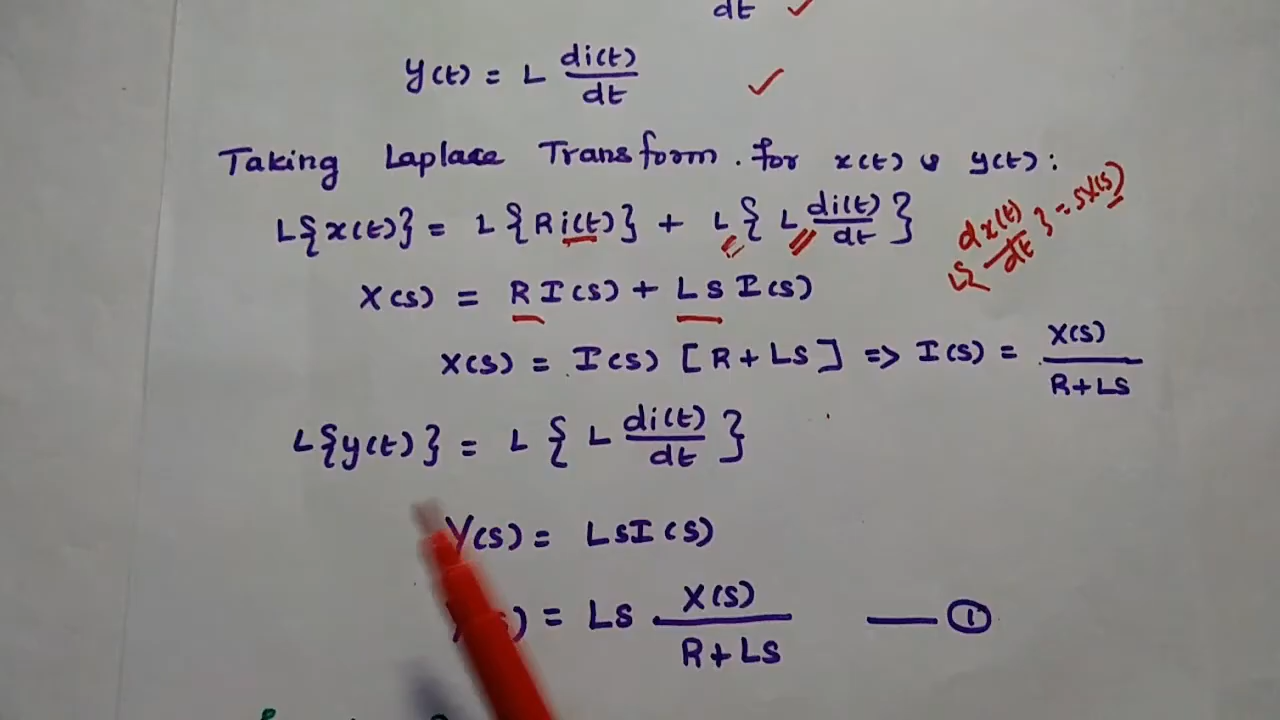 dt ✓
y(t) = L di(t)/dt ✓
Taking Laplace Transform. for x(t) & y(t):
L{x(t)} = L{R i(t)} + L{L di(t)/dt}
L{dx(t)/dt} = sX(s)
X(s) = R I(s) + L s I(s)
X(s) = I(s) [R + Ls] => I(s) = X(s)/R+Ls
L{y(t)} = L{L di(t)/dt}
Y(s) = LsI(s)
= Ls X(s)/R+Ls —— ①